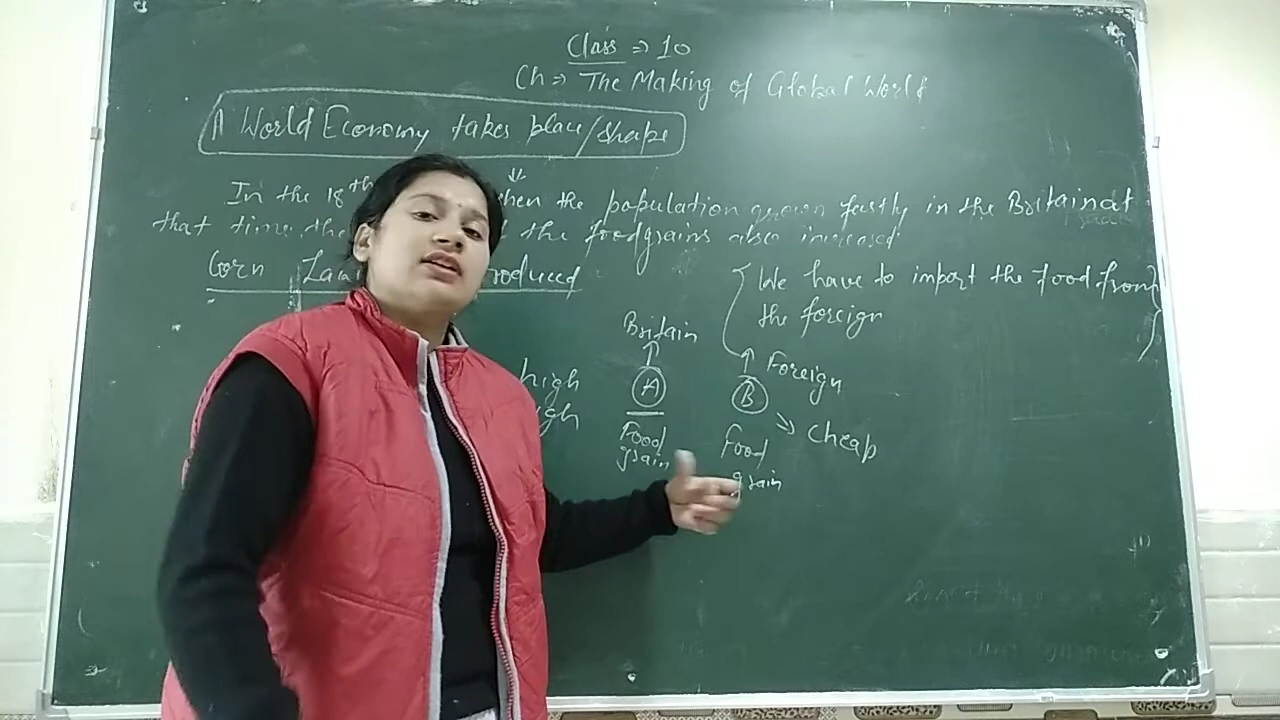 Class => 10
Ch => The Making of Global World
A World Economy takes place/shape
In the 18th when the population grown fastly in the Britain at
that time, the the foodgrains also increased.
Corn Law
We have to import the food from
the foreign
Britain
A
Food
grain
Foreign
B
Cheap
Food
grain
high